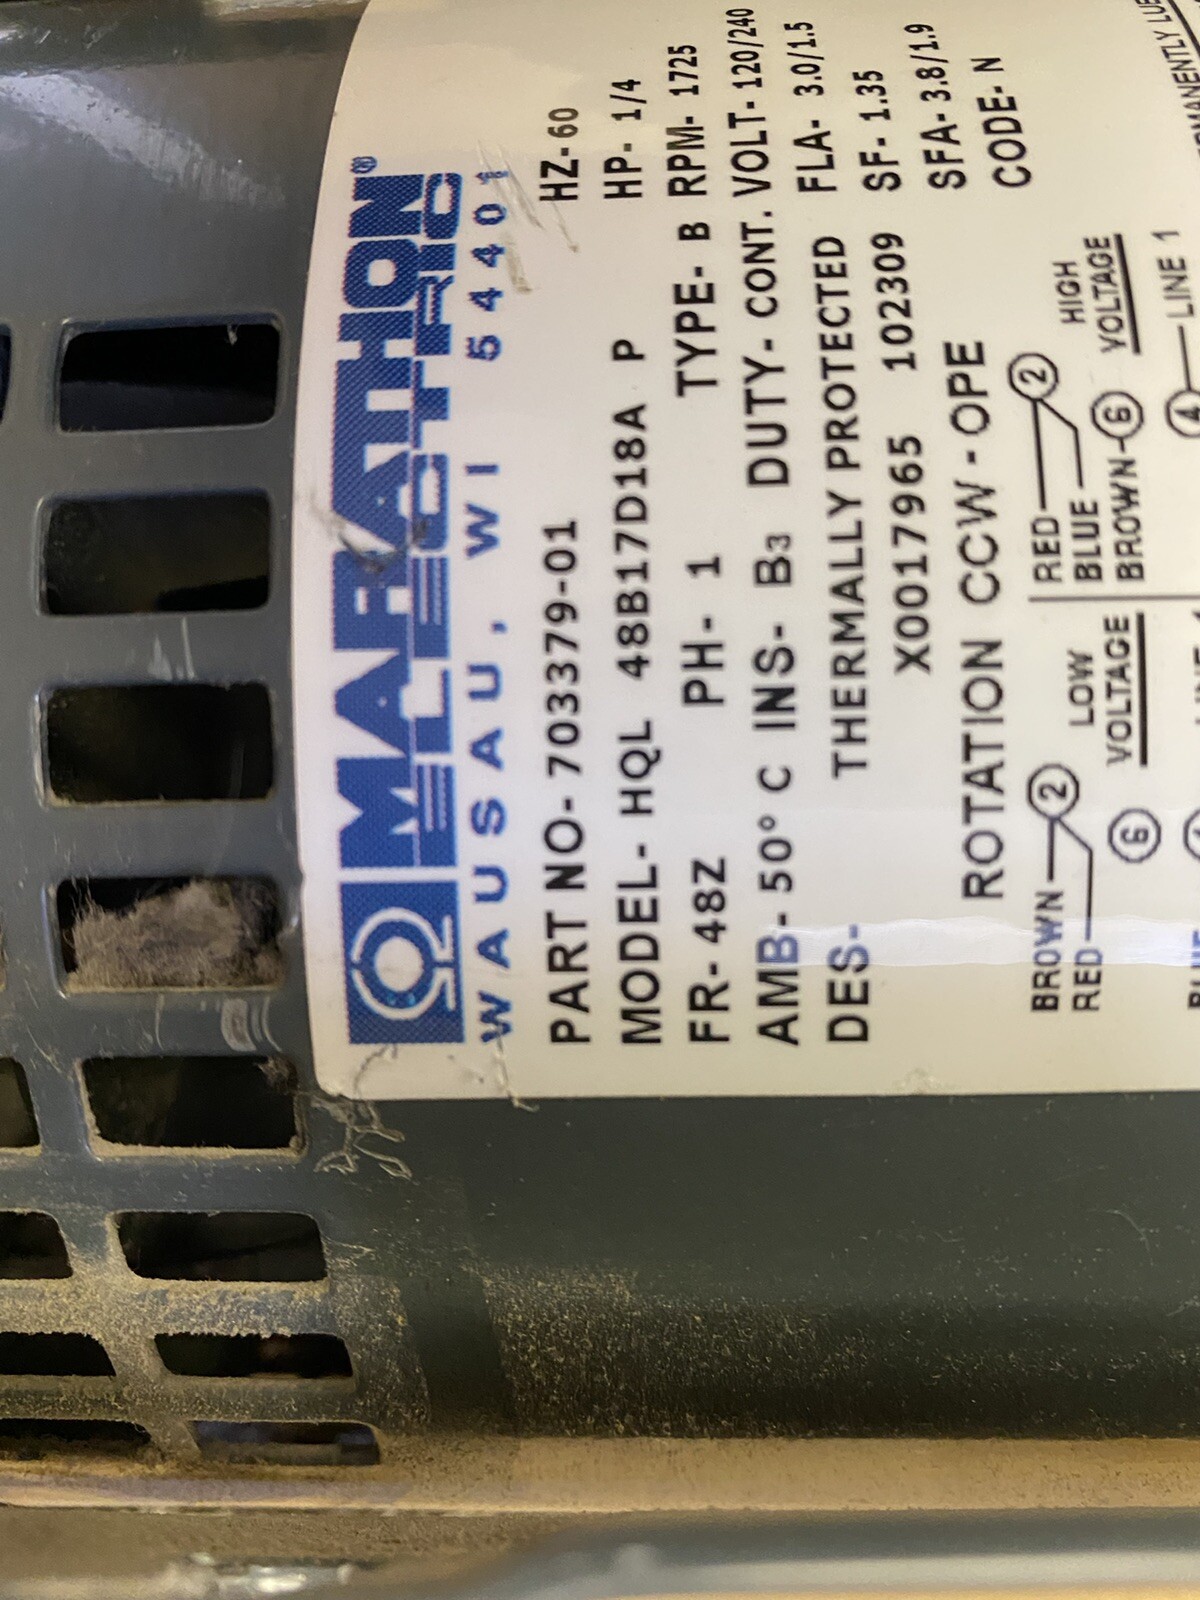 MARATHON®
ELECTRIC
WAUSAU, WI 54401
PART NO- 703379-01 HZ- 60
MODEL- HQL 48B17D18A P HP- 1/4
FR- 48Z PH- 1 TYPE- B RPM- 1725
AMB- 50° C INS- B3 DUTY- CONT. VOLT- 120/240
DES- THERMALLY PROTECTED FLA- 3.0/1.5
X0017965 102309 SF- 1.35
SFA- 3.8/1.9
ROTATION CCW - OPE CODE- N
BROWN 2 LOW VOLTAGE
RED
6
RED 2 HIGH VOLTAGE
BLUE
BROWN 6
4 LINE 1